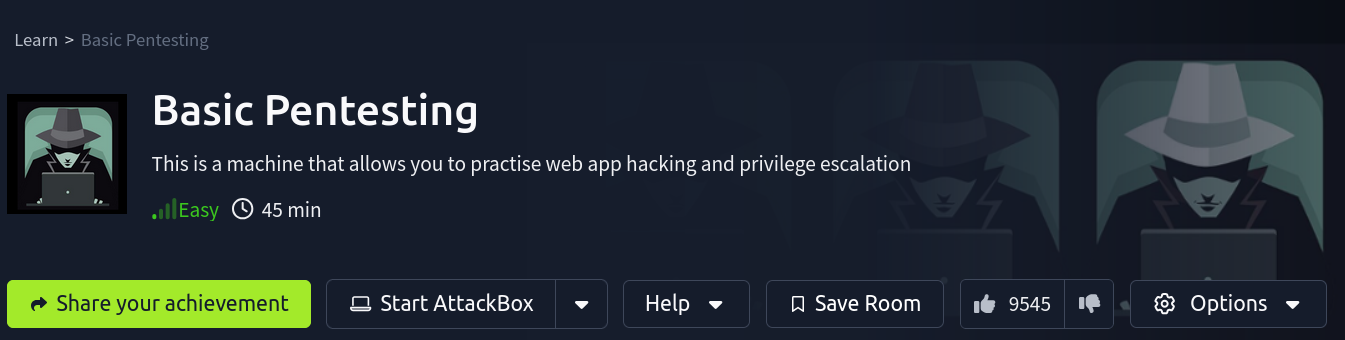 Learn > Basic Pentesting
Basic Pentesting
This is a machine that allows you to practise web app hacking and privilege escalation
Easy 45 min
Share your achievement Start AttackBox Help Save Room 9545 Options